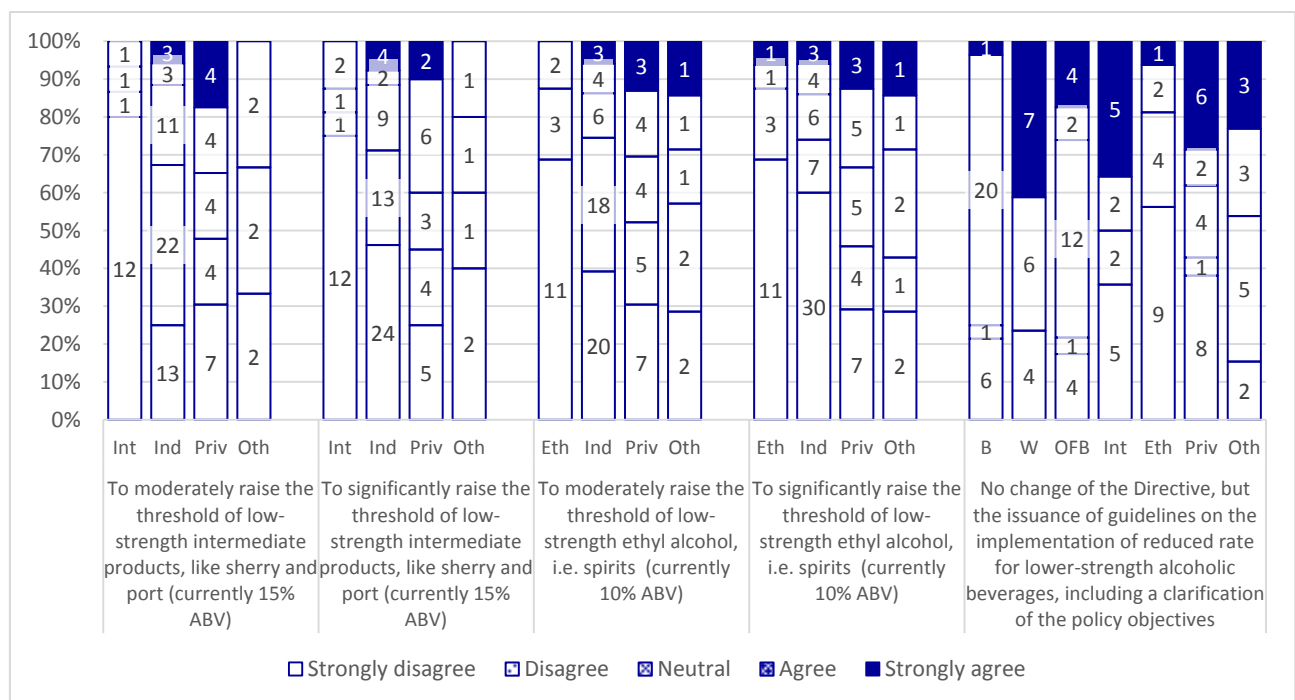 100%
1 3 4 3 1 3 1 1
90%
1 3 4 2 2 2 1 2 4 3 1 1 4 3 1 7 4 5 2 6 3
80%
1 11 2 1 9 3 6 1 3 6 1 2
70%
4 1 6 4 1 5 20 2 3
60%
4 22 2 13 1 18 4 2 7 5 2 6 12 2 4 4
50%
12 4 12 3 11 5 2 11 30 4 1 2 5
40%
24 4 2 9 1
30%
13 7 2 5 20 7 2 7 2 1 1 5 8
20%
6 4 4 2
10%
0%
Int Ind Priv Oth Int Ind Priv Oth Eth Ind Priv Oth Eth Ind Priv Oth B W OFB Int Eth Priv Oth
To moderately raise the
threshold of low-
strength intermediate
products, like sherry and
port (currently 15%
ABV)
To significantly raise the
threshold of low-
strength intermediate
products, like sherry and
port (currently 15%
ABV)
To moderately raise the
threshold of low-
strength ethyl alcohol,
i.e. spirits (currently
10% ABV)
To significantly raise the
threshold of low-
strength ethyl alcohol,
i.e. spirits (currently
10% ABV)
No change of the Directive, but
the issuance of guidelines on the
implementation of reduced rate
for lower-strength alcoholic
beverages, including a clarification
of the policy objectives
Strongly disagree Disagree Neutral Agree Strongly agree